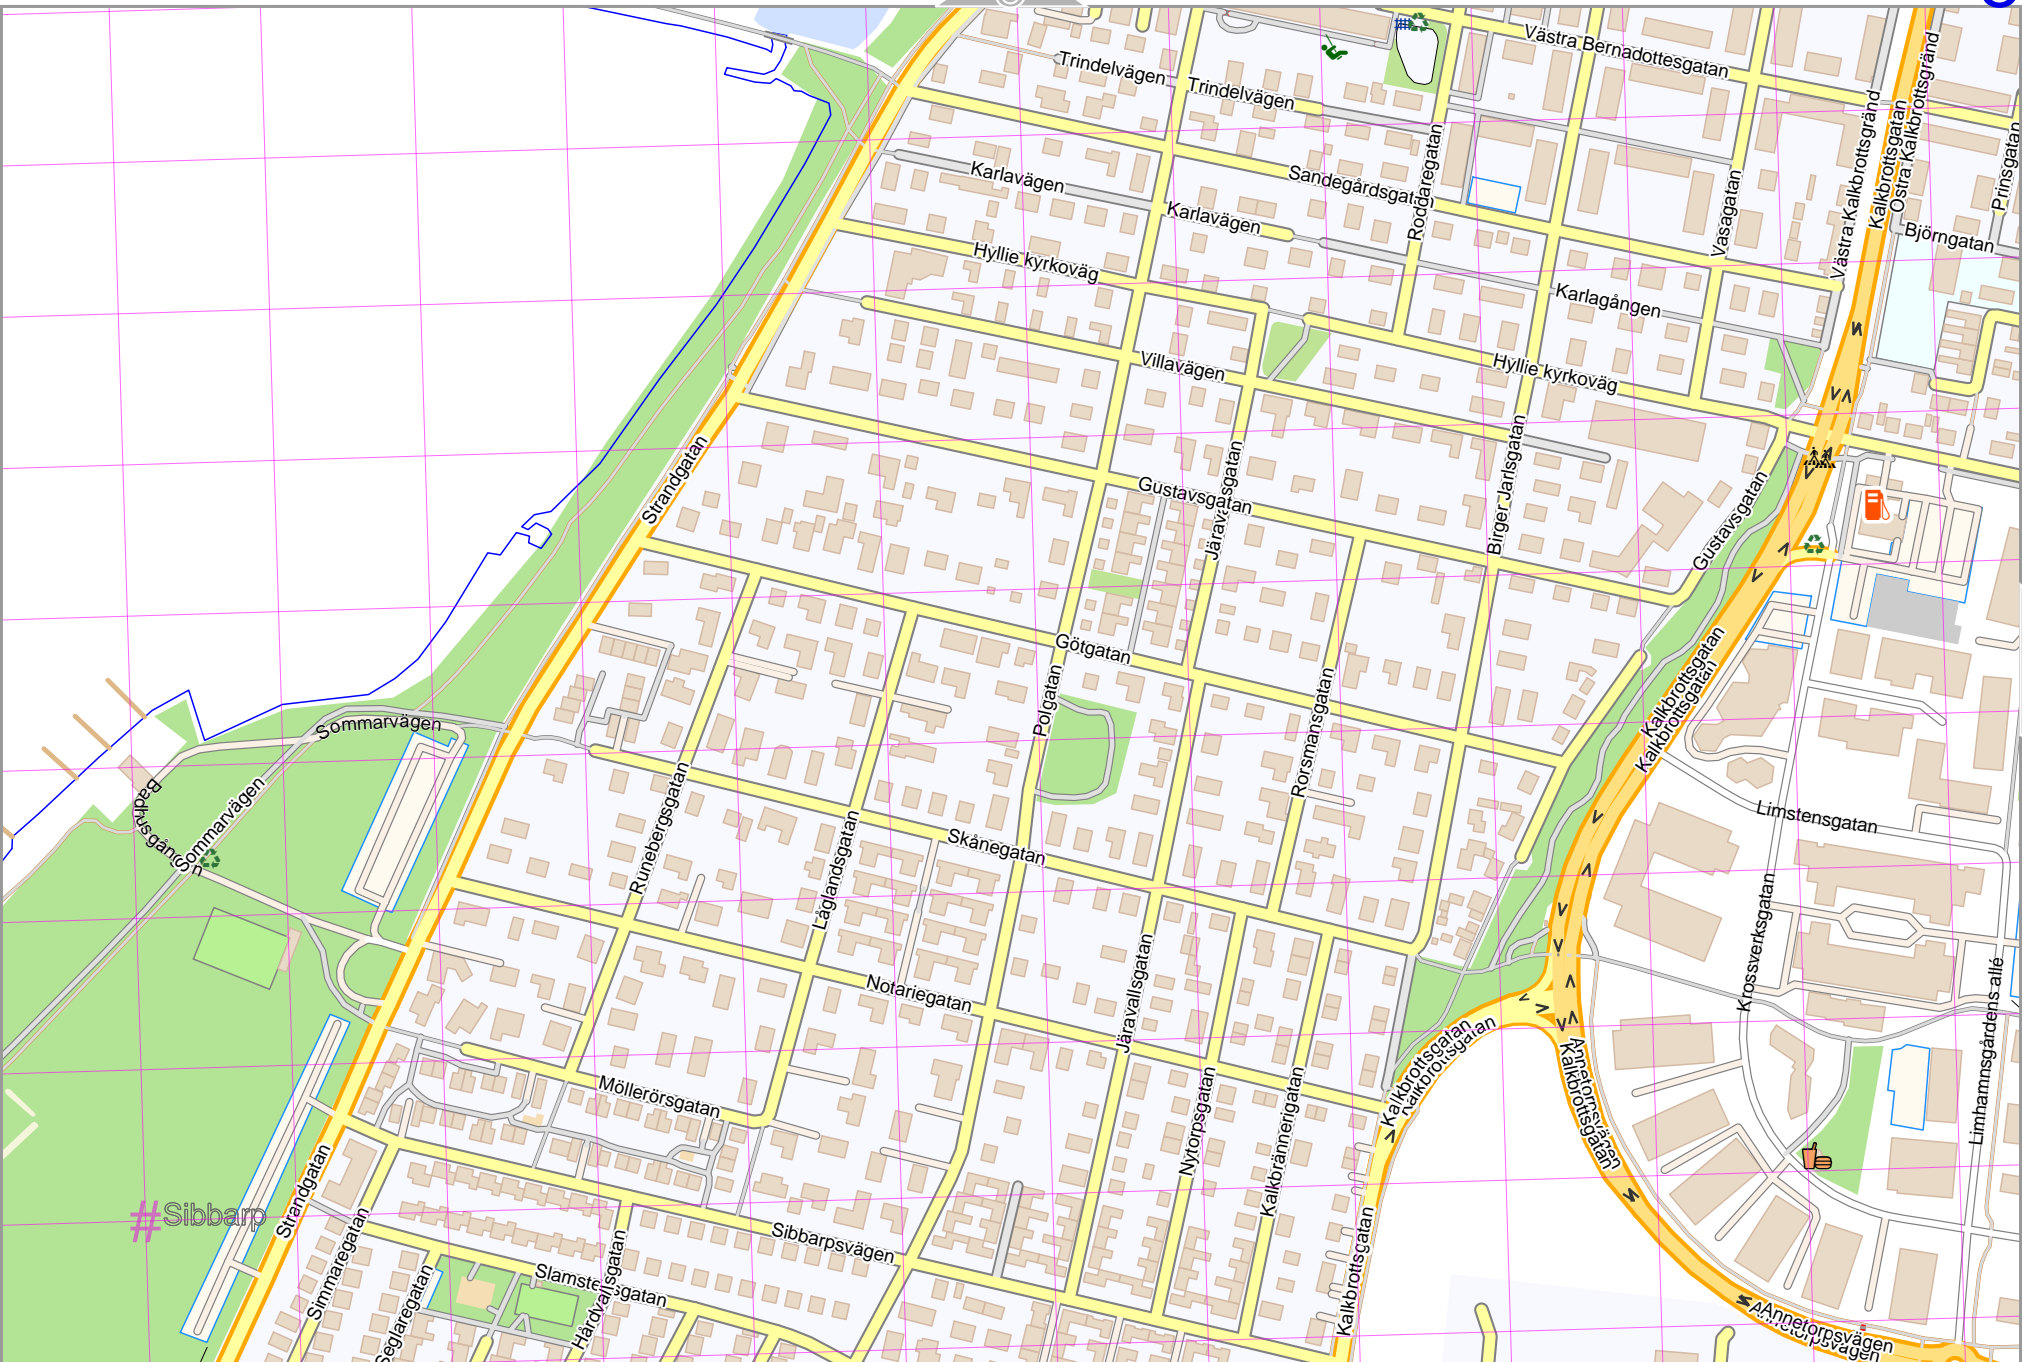 Västra Bernadottesgatan
Trindelvägen
Trindelvägen
Västra Kalkbrottsgränd
Kalkbrottsgatan
Östra Kalkbrottsgränd
Prinsgatan
Karlavägen
Sandegårdsgatan
Roddaregatan
Vasagatan
Karlavägen
Björngatan
Hyllie kyrkoväg
Karlagången
Villavägen
Hyllie kyrkoväg
Strandgatan
Gustavsgatan
Järavallsgatan
Birger Jarlsgatan
Gustavsgatan
Götgatan
Polgatan
Rorsmansgatan
Kalkbrottsgatan
Kalkbrottsgatan
Sommarvägen
Sommarvägen
Badhusgången
Runebergsgatan
Låglandsgatan
Skånegatan
Limstensgatan
Krossverksgatan
Notariegatan
Järavallsgatan
Limhamnsgårdens allé
Möllerörsgatan
Nytorpsgatan
Kalkbrännerigatan
Kalkbrottsgatan
Kalkbrottsgatan
Annetorpsvägen
Kalkbrottsgatan
#Sibbarp
Strandgatan
Simmaregatan
Seglaregatan
Slamstensgatan
Hårdvallsgatan
Sibbarpsvägen
Kalkbrottsgatan
Annetorpsvägen
Annetorpsvägen